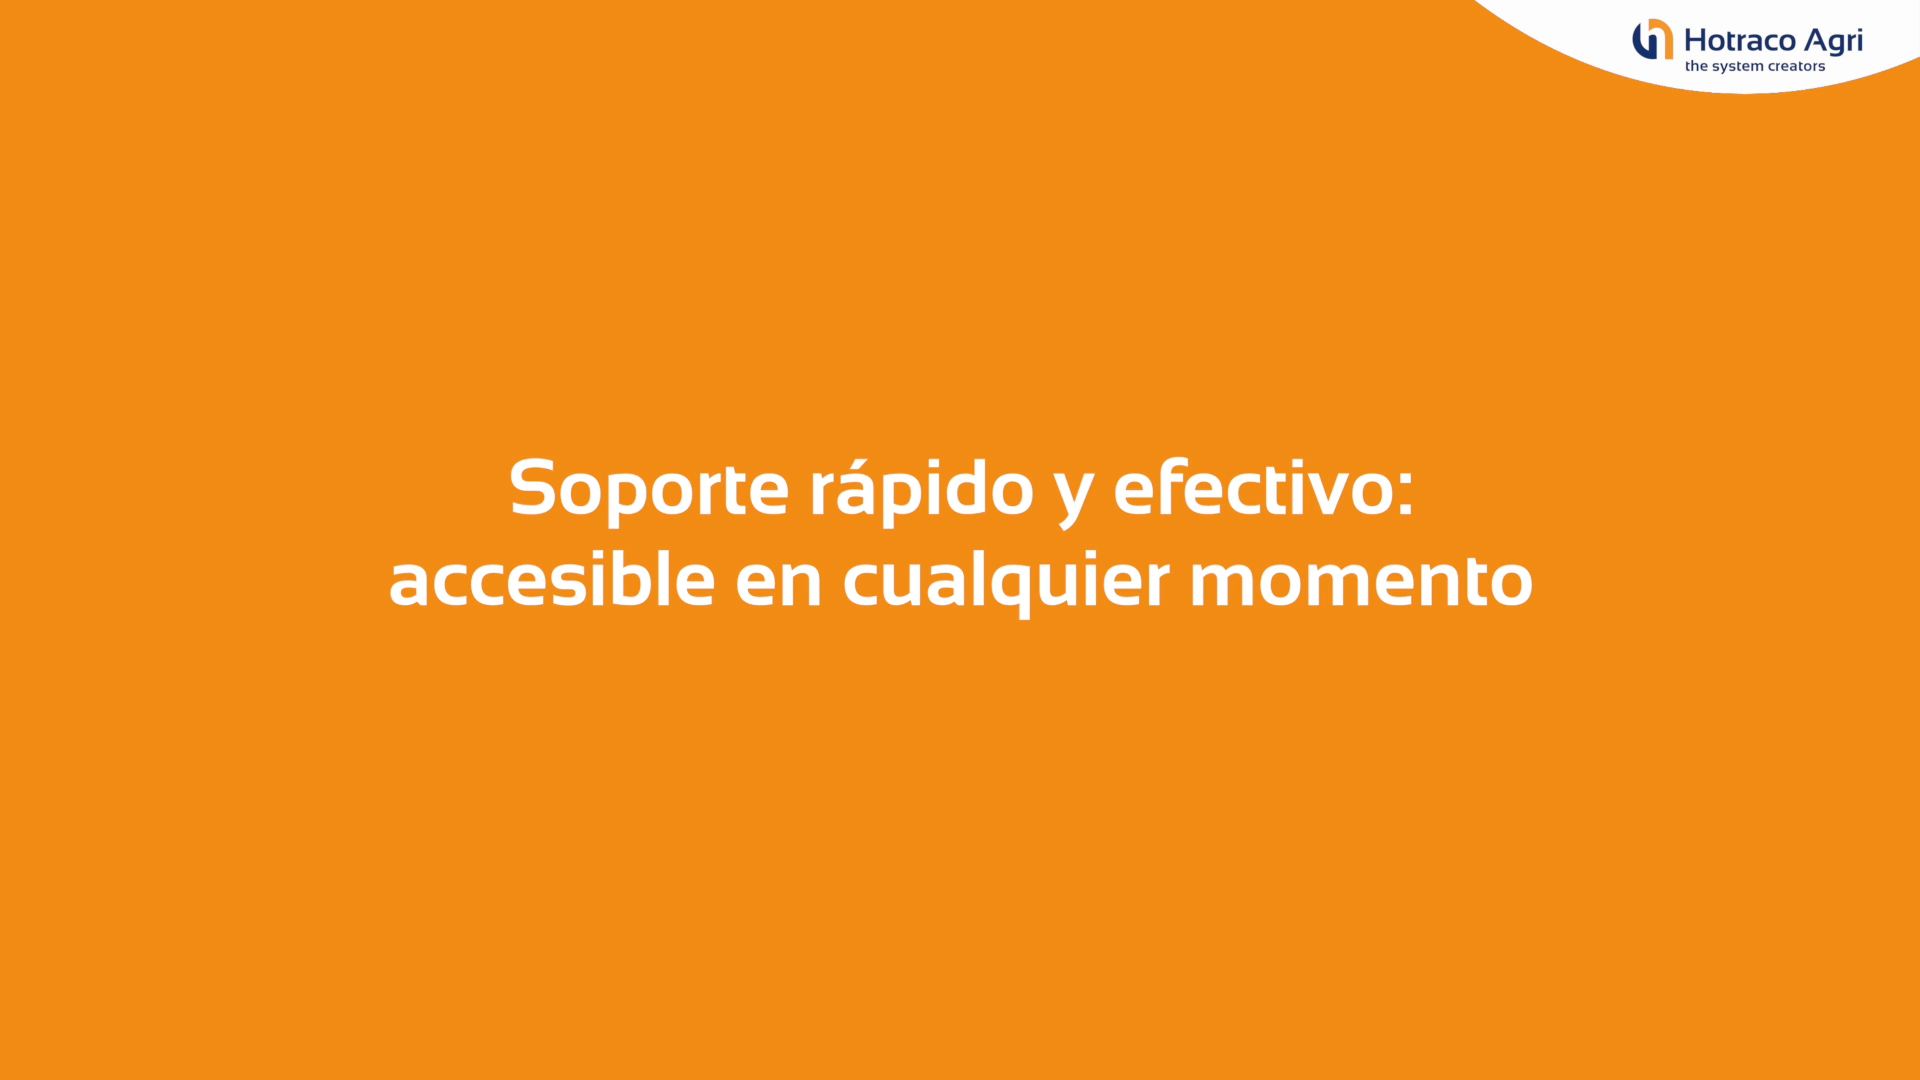 Hotraco Agri
the system creators
Soporte rápido y efectivo:
accesible en cualquier momento